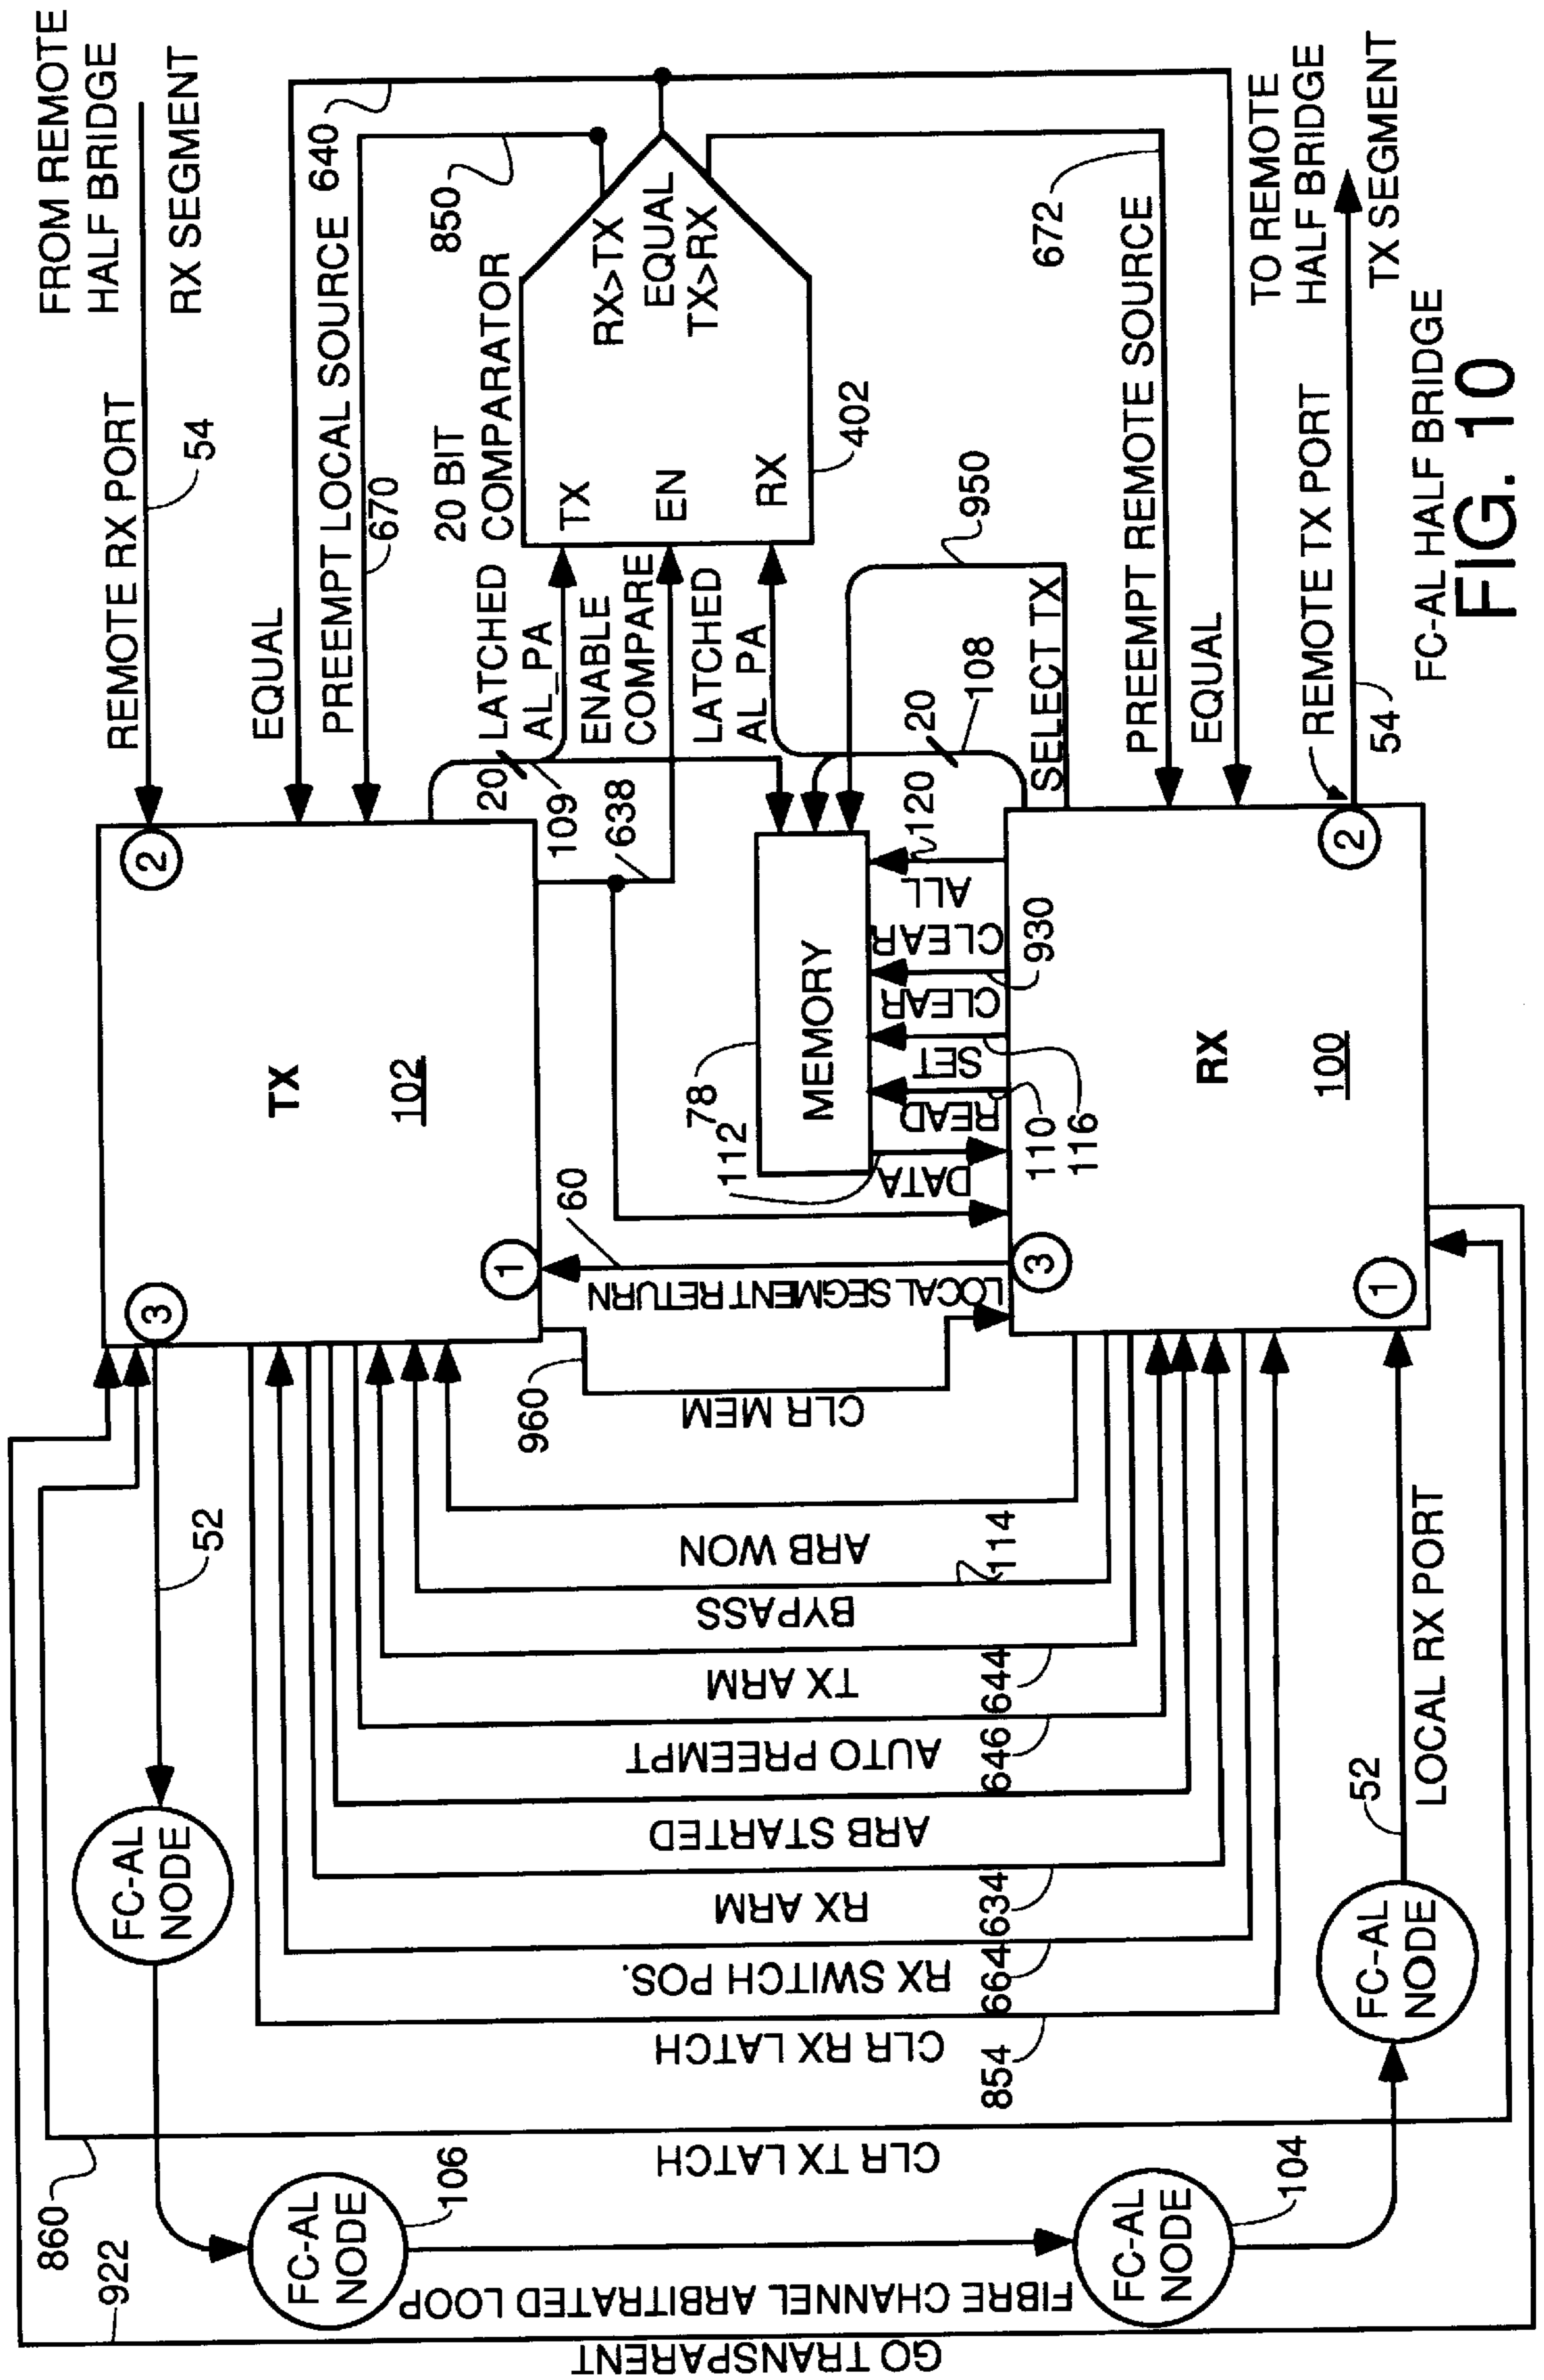 FROM REMOTE
HALF BRIDGE
RX SEGMENT
REMOTE RX PORT
54
EQUAL
640
PREEMPT LOCAL SOURCE
670
850
20 BIT
COMPARATOR
TX
EN
RX
RX>TX
EQUAL
TX>RX
402
LATCHED
AL_PA
ENABLE
COMPARE
LATCHED
AL_PA
20
109
638
20
108
950
SELECT TX
672
PREEMPT REMOTE SOURCE
EQUAL
TO REMOTE
HALF BRIDGE
TX SEGMENT
REMOTE TX PORT
54
2
TX
102
3
1
MEMORY
78
112
DATA
READ
SET
CLEAR
CLEAR
ALL
120
930
110
116
RX
100
2
3
1
60
LOCAL SEGMENT RETURN
960
CLR MEM
ARB WON
114
BYPASS
TX ARM
644
AUTO PREEMPT
646
ARB STARTED
RX ARM
634
RX SWITCH POS.
664
CLR RX LATCH
854
CLR TX LATCH
860
922
GO TRANSPARENT
FIBRE CHANNEL ARBITRATED LOOP
52
FC-AL
NODE
FC-AL
NODE
106
FC-AL
NODE
104
FC-AL
NODE
52
LOCAL RX PORT
FC-AL HALF BRIDGE
FIG. 10